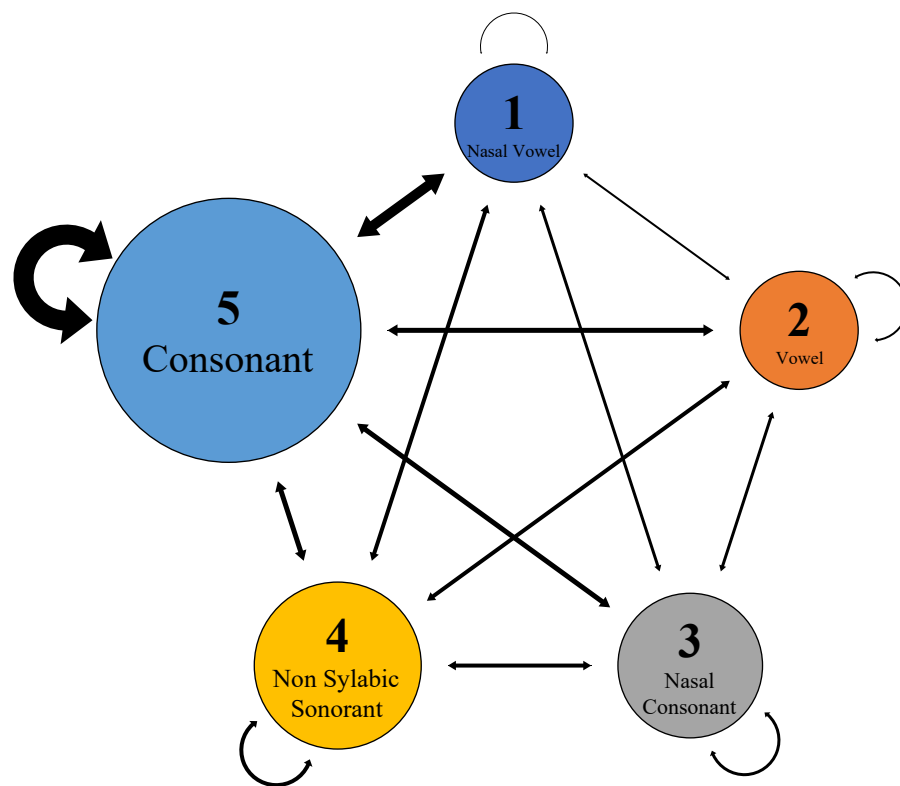 1
Nasal Vowel
2
Vowel
3
Nasal
Consonant
4
Non Sylabic
Sonorant
5
Consonant